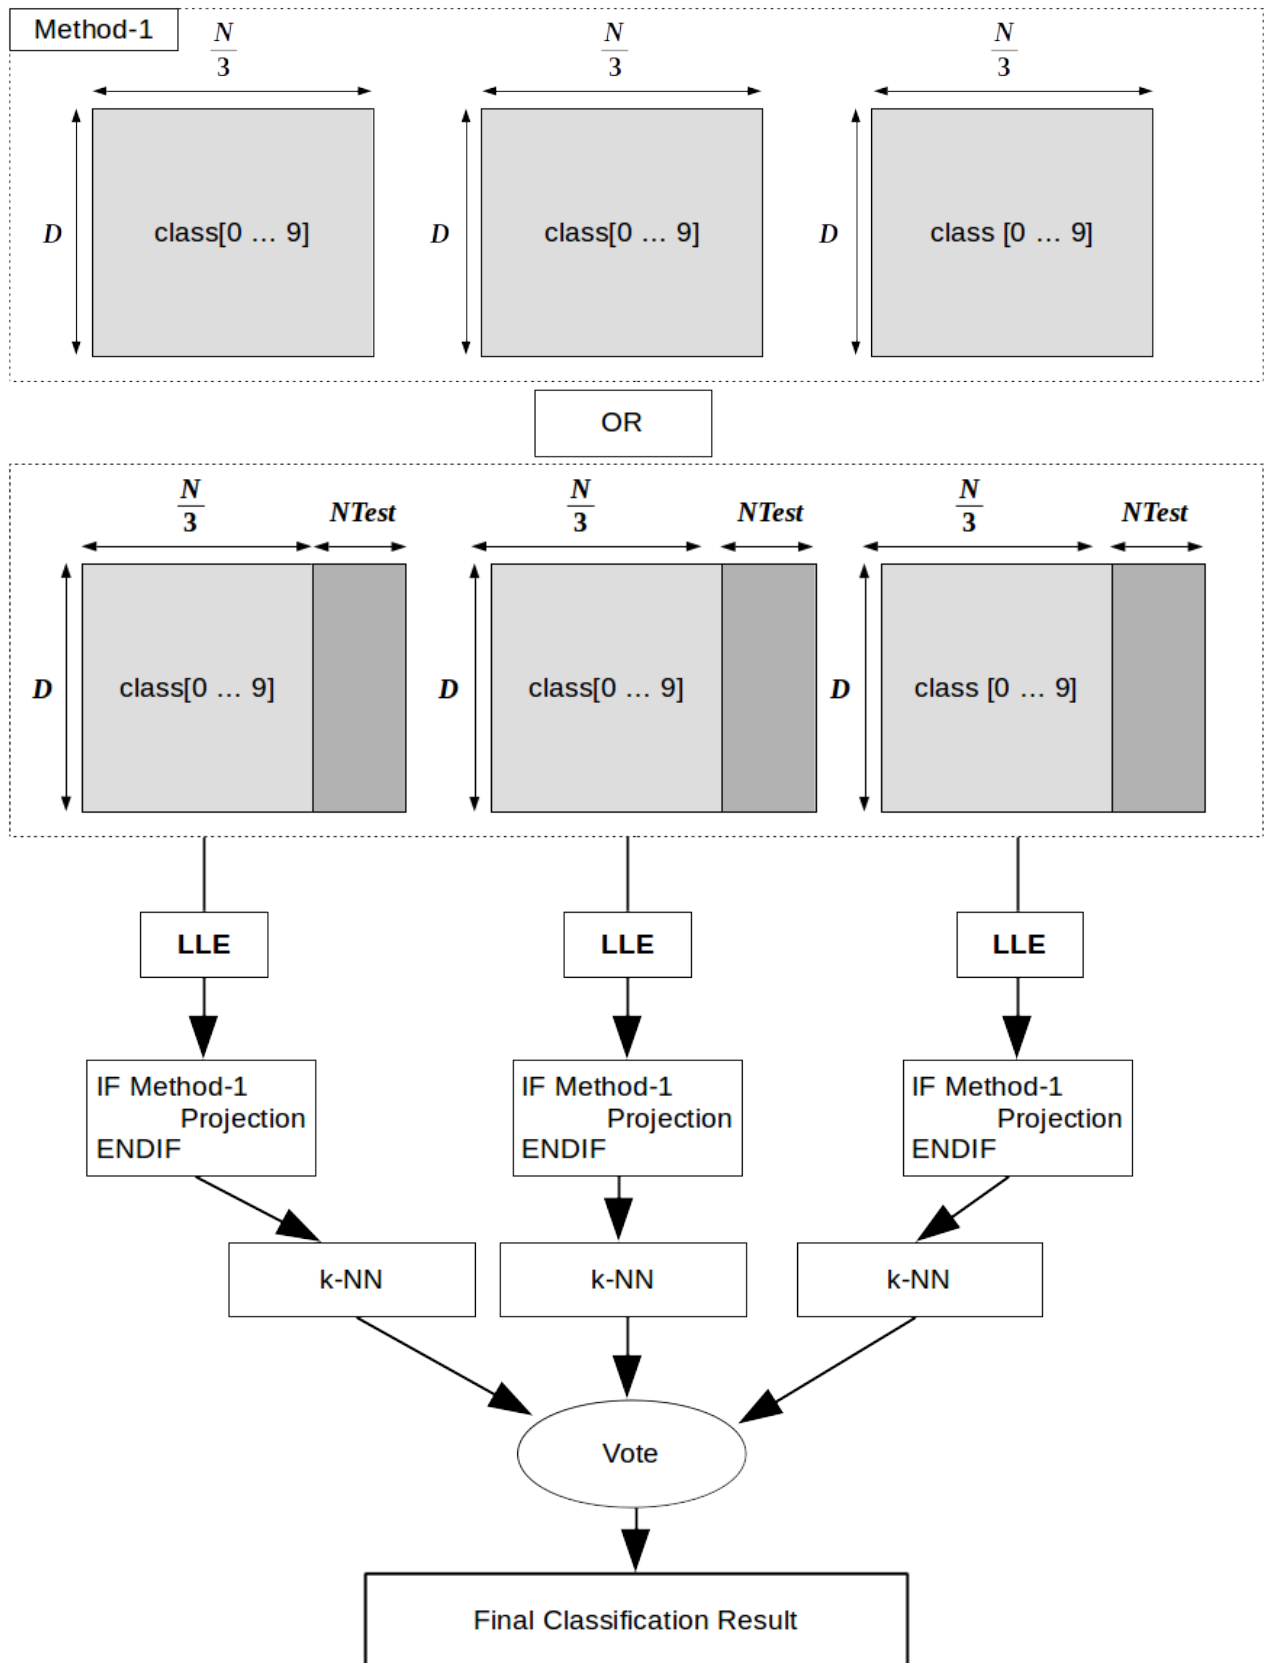 Method-1
N/3 N/3 N/3
D class[0 ... 9] D class[0 ... 9] D class [0 ... 9]
OR
N/3 NTest N/3 NTest N/3 NTest
D class[0 ... 9] D class[0 ... 9] D class [0 ... 9]
LLE LLE LLE
IF Method-1 IF Method-1 IF Method-1
Projection Projection Projection
ENDIF ENDIF ENDIF
k-NN k-NN k-NN
Vote
Final Classification Result